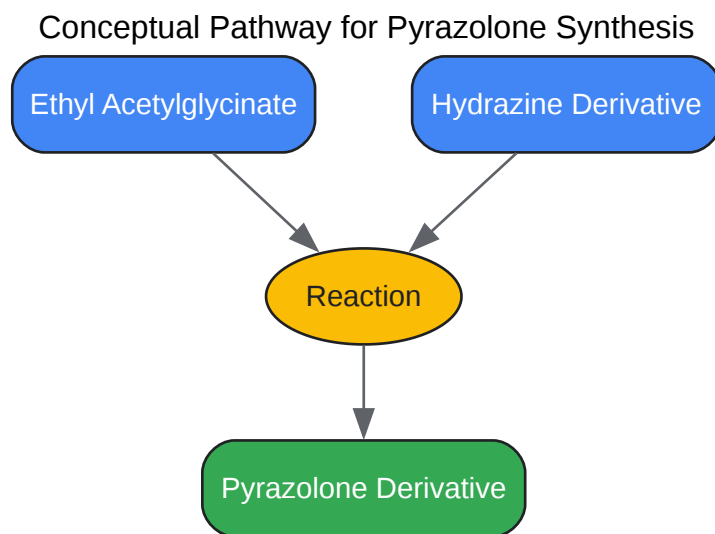 Conceptual Pathway for Pyrazolone Synthesis
Ethyl Acetylglycinate
Hydrazine Derivative
Reaction
Pyrazolone Derivative